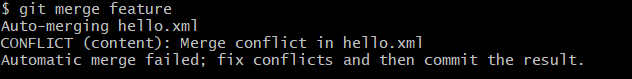 $ git merge feature
Auto-merging hello.xml
CONFLICT (content): Merge conflict in hello.xml
Automatic merge failed; fix conflicts and then commit the result.